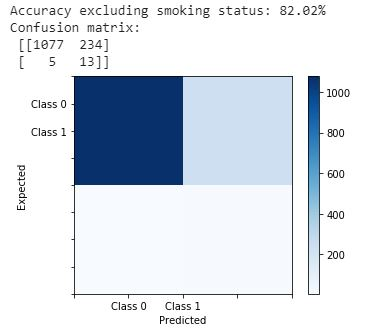 Accuracy excluding smoking status: 82.02%
Confusion matrix:
[[1077 234]
[ 5 13]]
Class 0
Class 1
Expected
Class 0 Class 1
Predicted
1000
800
600
400
200